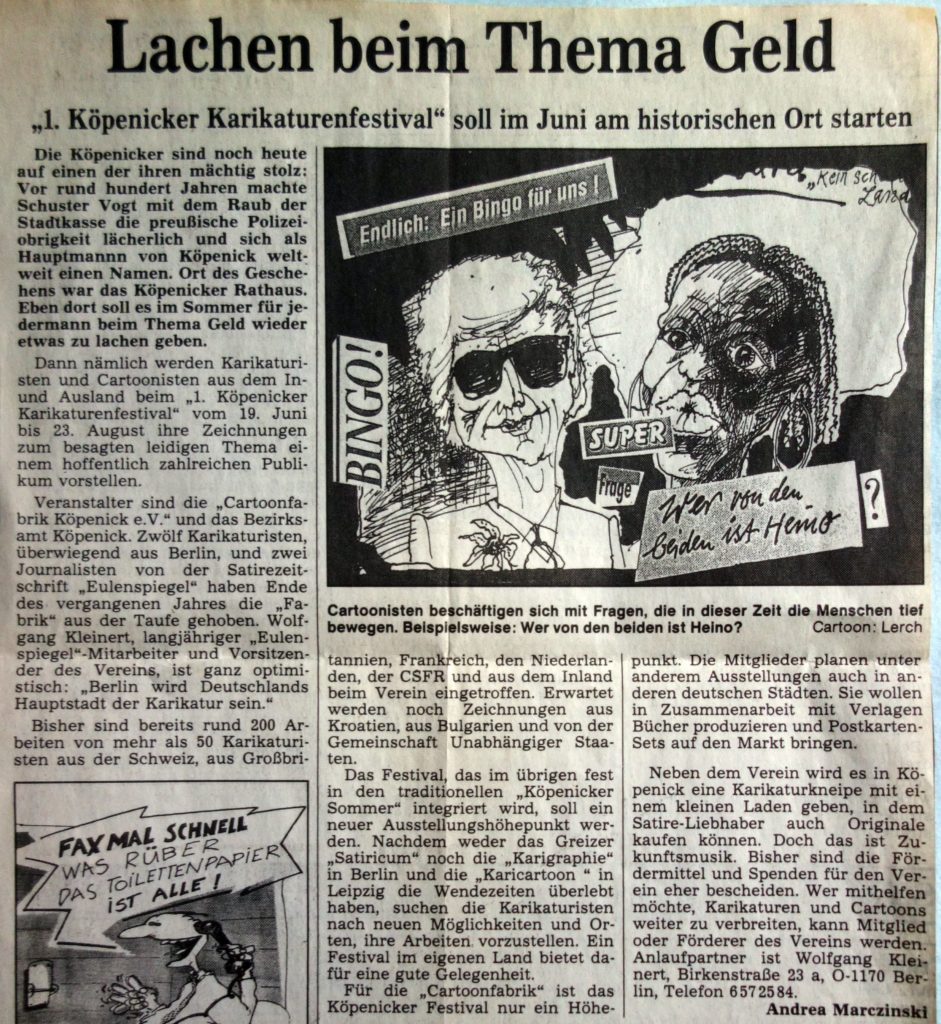 Lachen beim Thema Geld
„1. Köpenicker Karikaturenfestival“ soll im Juni am historischen Ort starten
Die Köpenicker sind noch heute
auf einen der ihren mächtig stolz:
Vor rund hundert Jahren machte
Schuster Vogt mit dem Raub der
Stadtkasse die preußische Polizei-
obrigkeit lächerlich und sich als
Hauptmannn von Köpenick welt-
weit einen Namen. Ort des Gesche-
hens war das Köpenicker Rathaus.
Eben dort soll es im Sommer für je-
dermann beim Thema Geld wieder
etwas zu lachen geben.
Dann nämlich werden Karikaturi-
sten und Cartoonisten aus dem In-
und Ausland beim „1. Köpenicker
Karikaturenfestival“ vom 19. Juni
bis 23. August ihre Zeichnungen
zum besagten leidigen Thema ei-
nem hoffentlich zahlreichen Publi-
kum vorstellen.
Veranstalter sind die „Cartoonfa-
brik Köpenick e.V.“ und das Bezirks-
amt Köpenick. Zwölf Karikaturisten,
überwiegend aus Berlin, und zwei
Journalisten von der Satirezeit-
schrift „Eulenspiegel“ haben Ende
des vergangenen Jahres die „Fa-
brik“ aus der Taufe gehoben. Wolf-
gang Kleinert, langjähriger „Eulen-
spiegel“-Mitarbeiter und Vorsitzen-
der des Vereins, ist ganz optimi-
stisch: „Berlin wird Deutschlands
Hauptstadt der Karikatur sein.“
Bisher sind bereits rund 200 Ar-
beiten von mehr als 50 Karikaturi-
sten aus der Schweiz, aus Großbri-
FAX MAL SCHNELL
WAS RÜBER
DAS TOILETTENPAPIER
IST ALLE!
„Kein sch
Endlich: Ein Bingo für uns!
BINGO!
SUPER
Frage
Wer von den
beiden ist Heino
?
Cartoonisten beschäftigen sich mit Fragen, die in dieser Zeit die Menschen tief
bewegen. Beispielsweise: Wer von den beiden ist Heino? Cartoon: Lerch
tannien, Frankreich, den Niederlan-
den, der CSFR und aus dem Inland
beim Verein eingetroffen. Erwartet
werden noch Zeichnungen aus
Kroatien, aus Bulgarien und von der
Gemeinschaft Unabhängiger Staa-
ten.
Das Festival, das im übrigen fest
in den traditionellen „Köpenicker
Sommer“ integriert wird, soll ein
neuer Ausstellungshöhepunkt wer-
den. Nachdem weder das Greizer
„Satiricum“ noch die „Karigraphie“
in Berlin und die „Karicartoon “ in
Leipzig die Wendezeiten überlebt
haben, suchen die Karikaturisten
nach neuen Möglichkeiten und Or-
ten, ihre Arbeiten vorzustellen. Ein
Festival im eigenen Land bietet da-
für eine gute Gelegenheit.
Für die „Cartoonfabrik“ ist das
Köpenicker Festival nur ein Höhe-
punkt. Die Mitglieder planen unter
anderem Ausstellungen auch in an-
deren deutschen Städten. Sie wollen
in Zusammenarbeit mit Verlagen
Bücher produzieren und Postkarten-
Sets auf den Markt bringen.
Neben dem Verein wird es in Kö-
penick eine Karikaturkneipe mit ei-
nem kleinen Laden geben, in dem
Satire-Liebhaber auch Originale
kaufen können. Doch das ist Zu-
kunftsmusik. Bisher sind die För-
dermittel und Spenden für den Ver-
ein eher bescheiden. Wer mithelfen
möchte, Karikaturen und Cartoons
weiter zu verbreiten, kann Mitglied
oder Förderer des Vereins werden.
Anlaufpartner ist Wolfgang Klei-
nert, Birkenstraße 23 a, O-1170 Ber-
lin, Telefon 6572584.
Andrea Marczinski